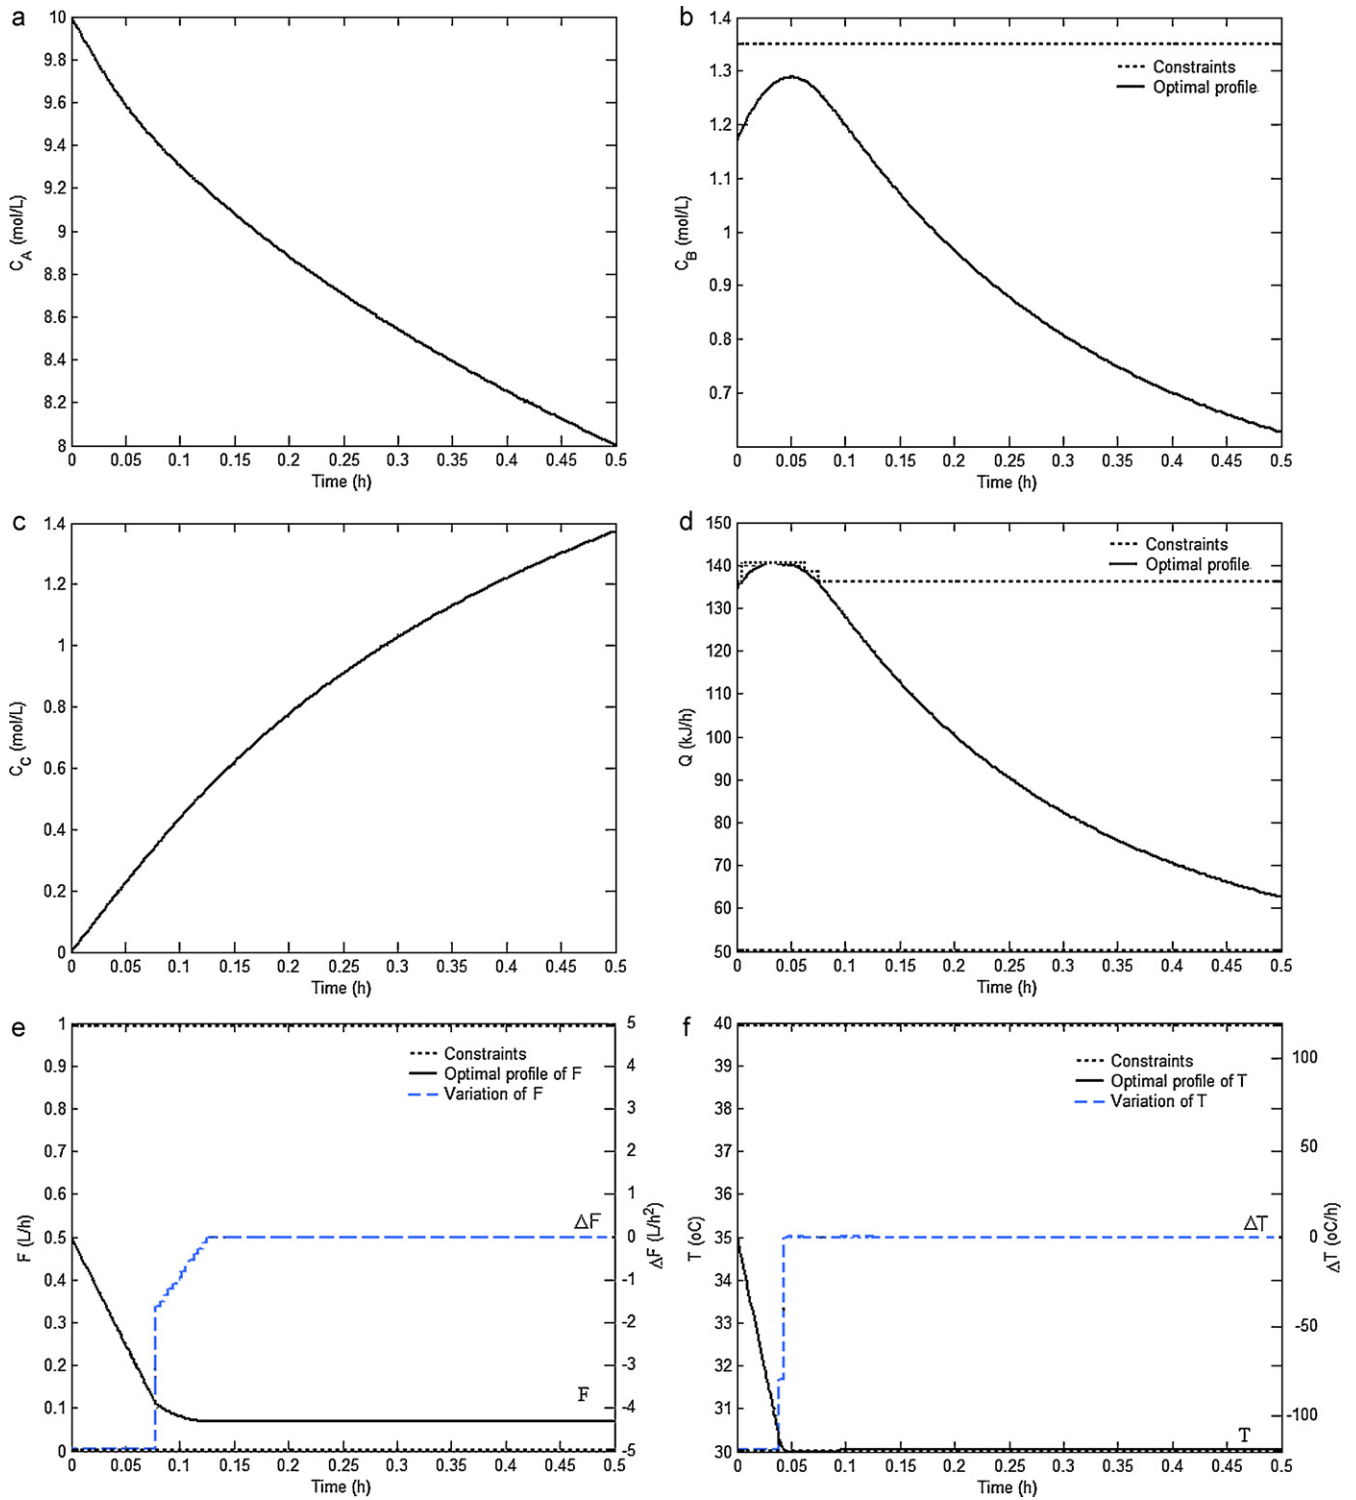 a
10
9.8
9.6
9.4
9.2
9
8.8
8.6
8.4
8.2
8
C_A (mol/L)
0 0.05 0.1 0.15 0.2 0.25 0.3 0.35 0.4 0.45 0.5
Time (h)
b
1.4
1.3
1.2
1.1
1
0.9
0.8
0.7
C_B (mol/L)
Constraints
Optimal profile
0 0.05 0.1 0.15 0.2 0.25 0.3 0.35 0.4 0.45 0.5
Time (h)
c
1.4
1.2
1
0.8
0.6
0.4
0.2
0
C_C (mol/L)
0 0.05 0.1 0.15 0.2 0.25 0.3 0.35 0.4 0.45 0.5
Time (h)
d
150
140
130
120
110
100
90
80
70
60
50
Q (kJ/h)
Constraints
Optimal profile
0 0.05 0.1 0.15 0.2 0.25 0.3 0.35 0.4 0.45 0.5
Time (h)
e
1
0.9
0.8
0.7
0.6
0.5
0.4
0.3
0.2
0.1
0
F (L/h)
Constraints
Optimal profile of F
Variation of F
ΔF
F
5
4
3
2
1
0
-1
-2
-3
-4
-5
ΔF (L/h²)
0 0.05 0.1 0.15 0.2 0.25 0.3 0.35 0.4 0.45 0.5
Time (h)
f
40
39
38
37
36
35
34
33
32
31
30
T (oC)
Constraints
Optimal profile of T
Variation of T
ΔT
T
100
50
0
-50
-100
ΔT (oC/h)
0 0.05 0.1 0.15 0.2 0.25 0.3 0.35 0.4 0.45 0.5
Time (h)